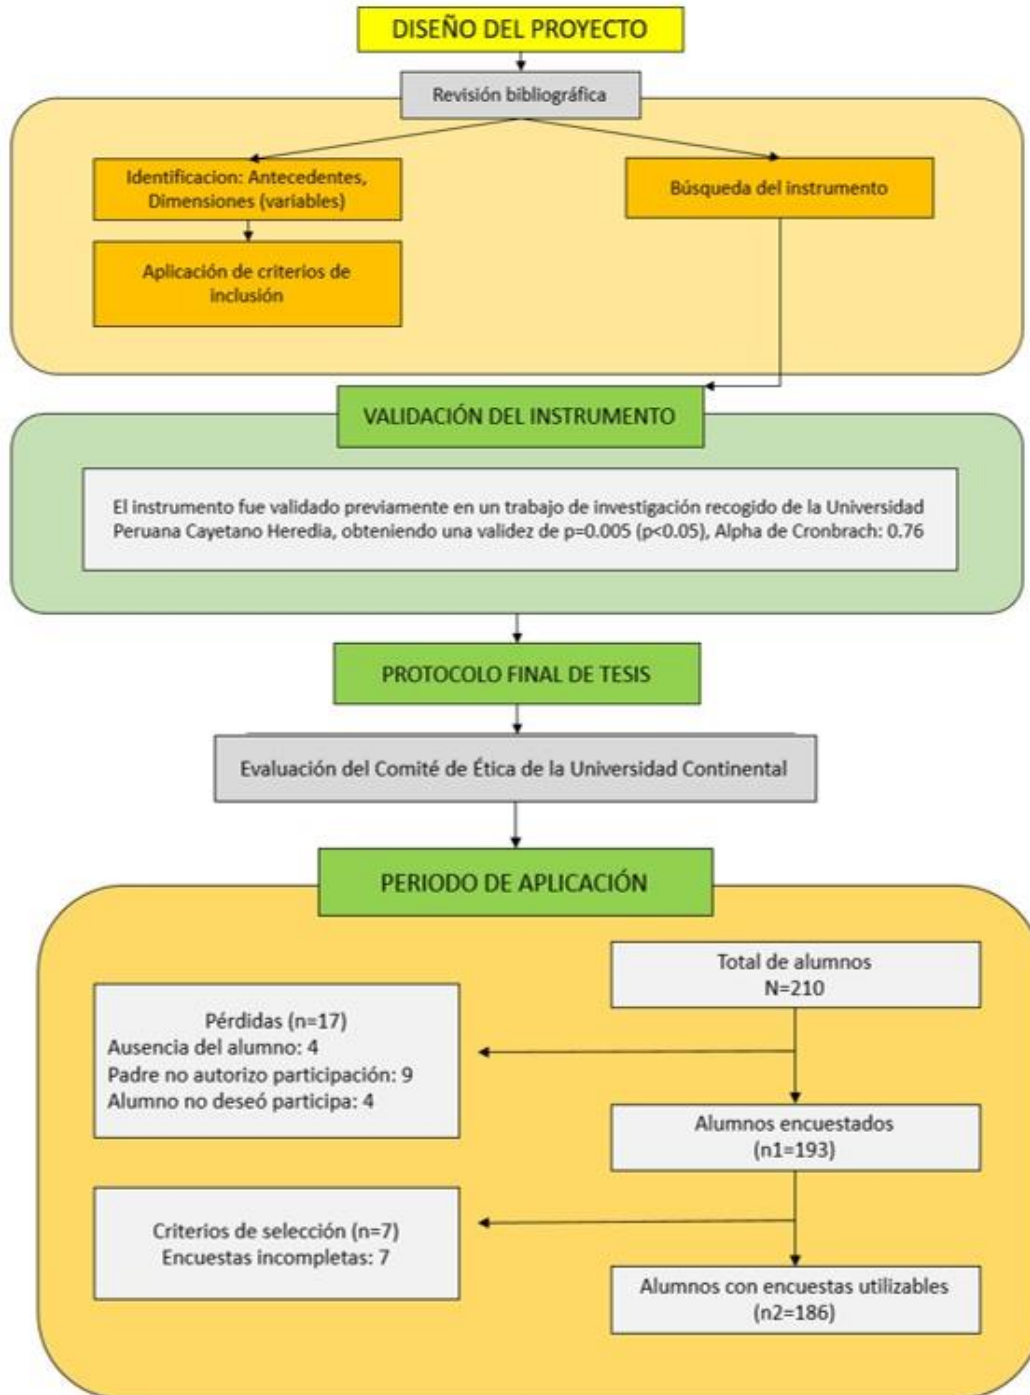 DISEÑO DEL PROYECTO
Revisión bibliográfica
Identificacion: Antecedentes,
Dimensiones (variables)
Búsqueda del instrumento
Aplicación de criterios de
inclusión
VALIDACIÓN DEL INSTRUMENTO
El instrumento fue validado previamente en un trabajo de investigación recogido de la Universidad
Peruana Cayetano Heredia, obteniendo una validez de p=0.005 (p<0.05), Alpha de Cronbrach: 0.76
PROTOCOLO FINAL DE TESIS
Evaluación del Comité de Ética de la Universidad Continental
PERIODO DE APLICACIÓN
Total de alumnos
N=210
Pérdidas (n=17)
Ausencia del alumno: 4
Padre no autorizo participación: 9
Alumno no deseó participa: 4
Alumnos encuestados
(n1=193)
Criterios de selección (n=7)
Encuestas incompletas: 7
Alumnos con encuestas utilizables
(n2=186)